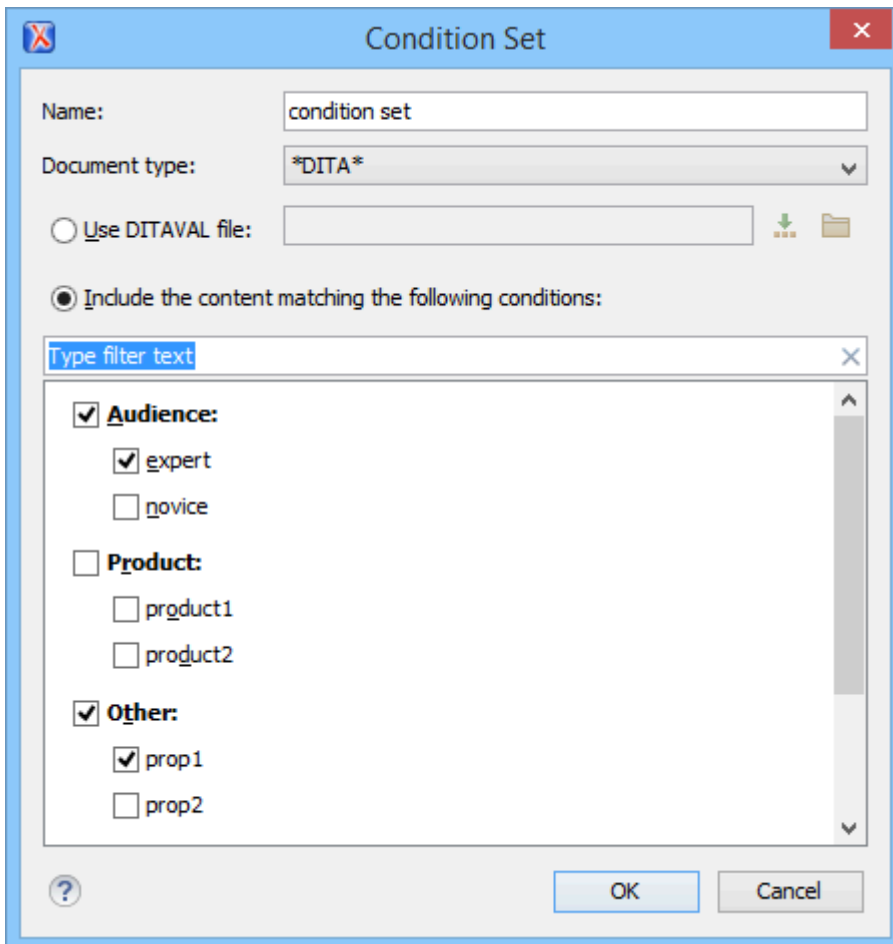 Condition Set
Name: condition set
Document type: *DITA*
Use DITAVAL file:
Include the content matching the following conditions:
Type filter text
Audience:
expert
novice
Product:
product1
product2
Other:
prop1
prop2
OK Cancel